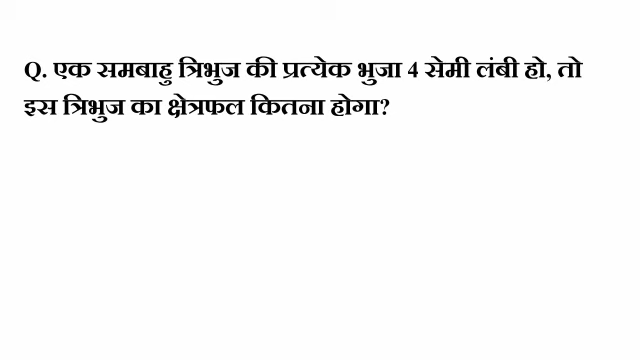 Q. एक समबाहु त्रिभुज की प्रत्येक भुजा 4 सेमी लंबी हो, तो
इस त्रिभुज का क्षेत्रफल कितना होगा?